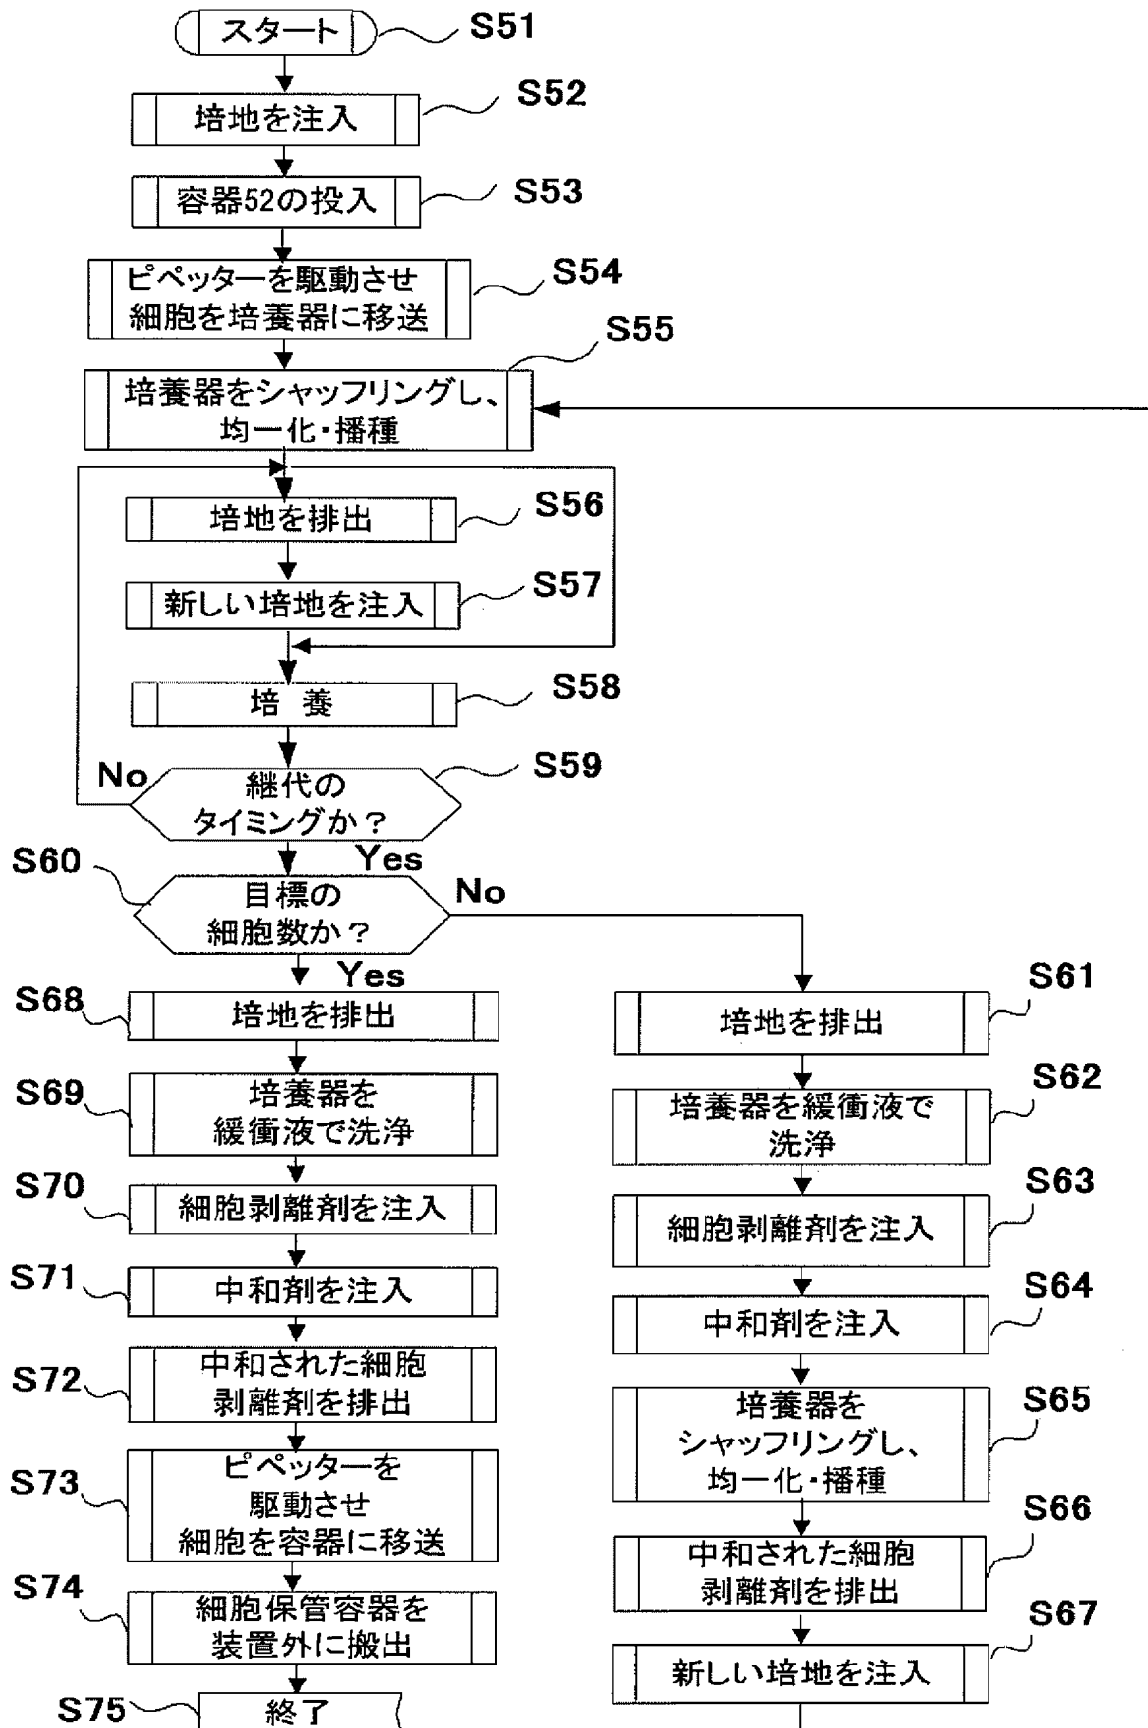 スタート
S51
培地を注入
S52
容器52の投入
S53
ピペッターを駆動させ
細胞を培養器に移送
S54
培養器をシャッフリングし、
均一化・播種
S55
培地を排出
S56
新しい培地を注入
S57
培 養
S58
継代の
タイミングか？
S59
No
Yes
S60
目標の
細胞数か？
No
Yes
S68
培地を排出
S69
培養器を
緩衝液で洗浄
S70
細胞剥離剤を注入
S71
中和剤を注入
S72
中和された細胞
剥離剤を排出
S73
ピペッターを
駆動させ
細胞を容器に移送
S74
細胞保管容器を
装置外に搬出
S75
終了
S61
培地を排出
S62
培養器を緩衝液で
洗浄
S63
細胞剥離剤を注入
S64
中和剤を注入
S65
培養器を
シャッフリングし、
均一化・播種
S66
中和された細胞
剥離剤を排出
S67
新しい培地を注入